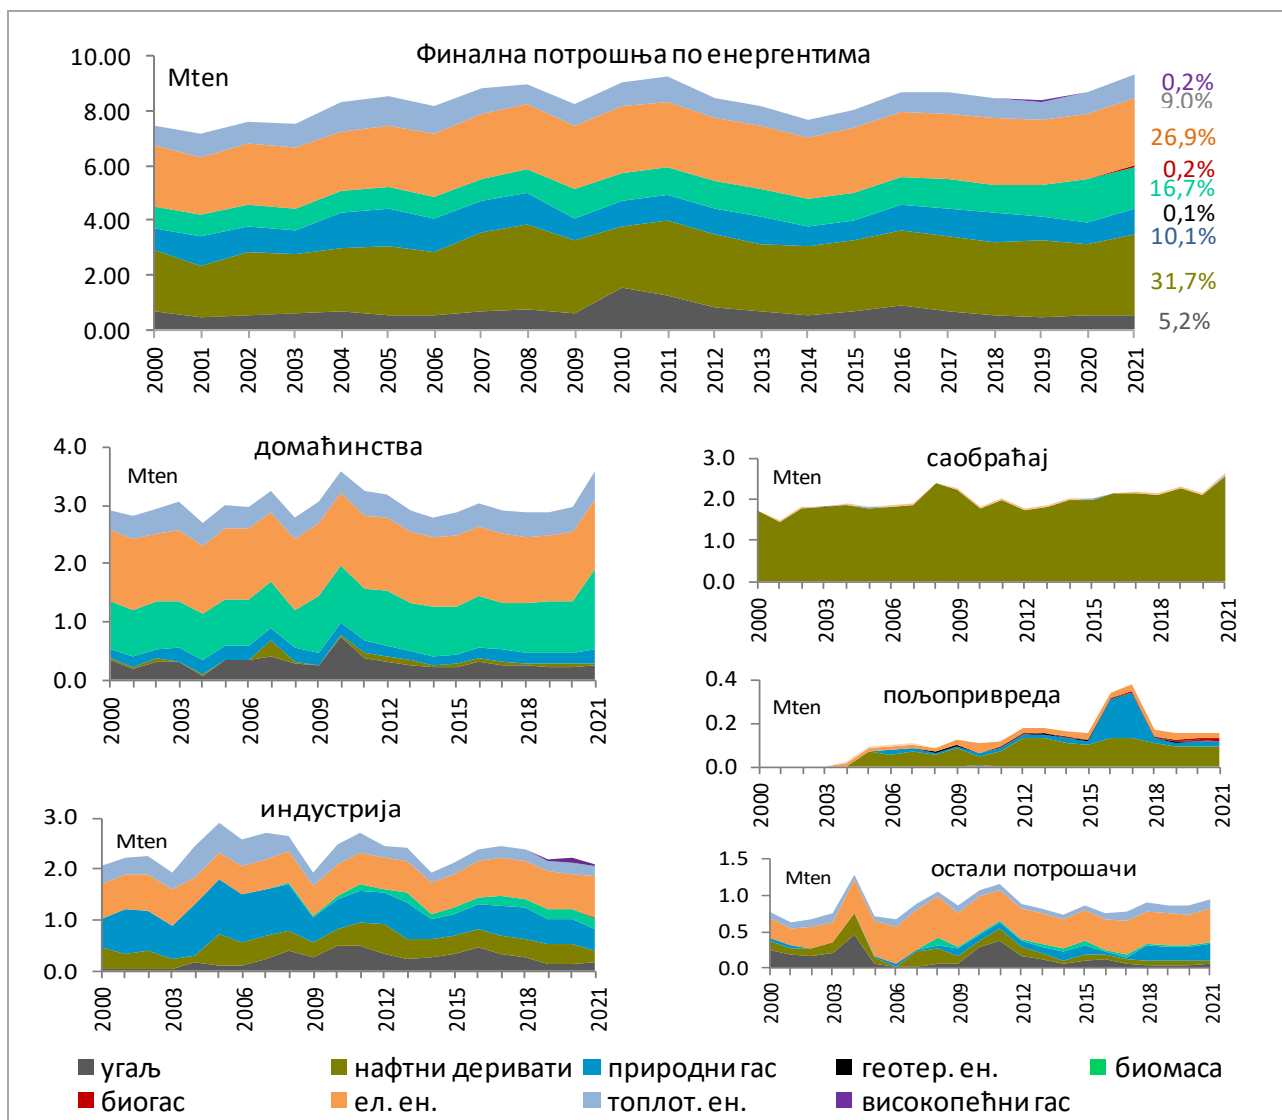 Финална потрошња по енергентима
Mten
10.00
8.00
6.00
4.00
2.00
0.00
2000 2001 2002 2003 2004 2005 2006 2007 2008 2009 2010 2011 2012 2013 2014 2015 2016 2017 2018 2019 2020 2021
0,2%
9.0%
26,9%
0.2%
16,7%
0.1%
10,1%
31,7%
5,2%
домаћинства
Mten
4.0
3.0
2.0
1.0
0.0
2000 2003 2006 2009 2012 2015 2018 2021
саобраћај
Mten
3.0
2.0
1.0
0.0
2000 2003 2006 2009 2012 2015 2018 2021
пољопривреда
Mten
0.4
0.2
0.0
2000 2003 2006 2009 2012 2015 2018 2021
индустрија
Mten
3.0
2.0
1.0
0.0
2000 2003 2006 2009 2012 2015 2018 2021
остали потрошачи
Mten
1.5
1.0
0.5
0.0
2000 2003 2006 2009 2012 2015 2018 2021
угаљ нафтни деривати природни гас геотер. ен. биомаса
биогас ел. ен. топлот. ен. високопећни гас